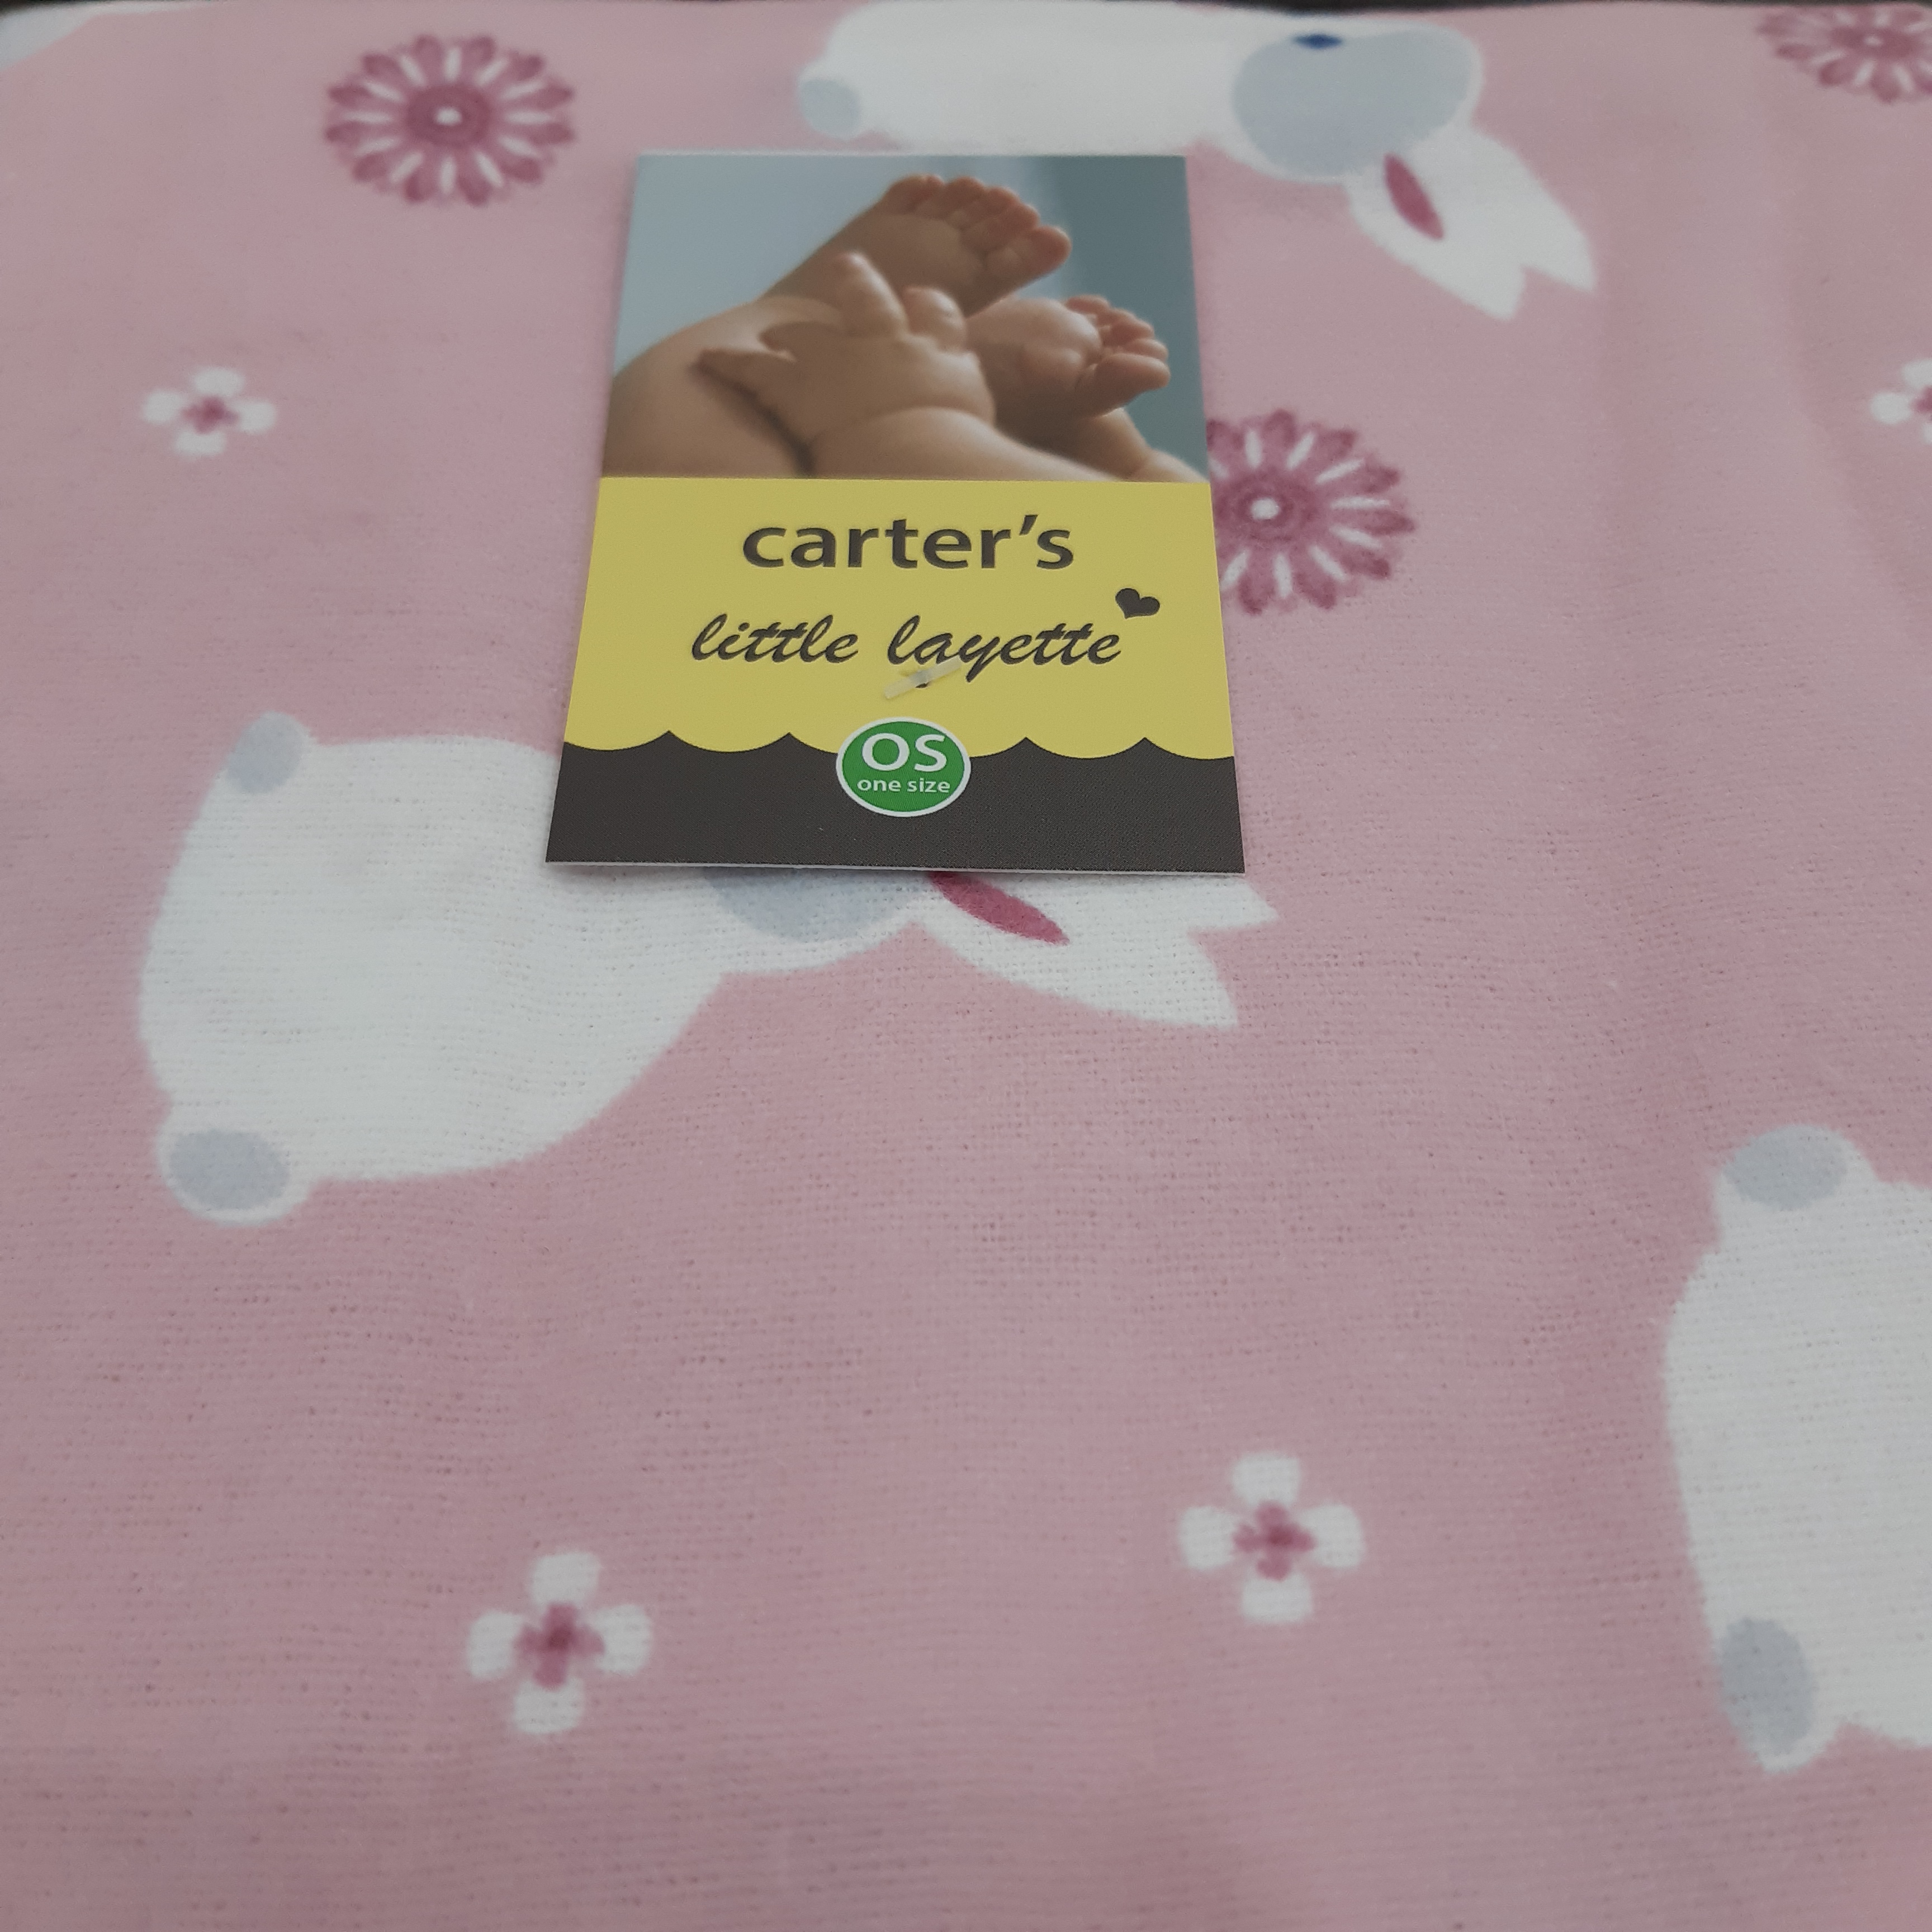 carter's
little layette
OS
one size